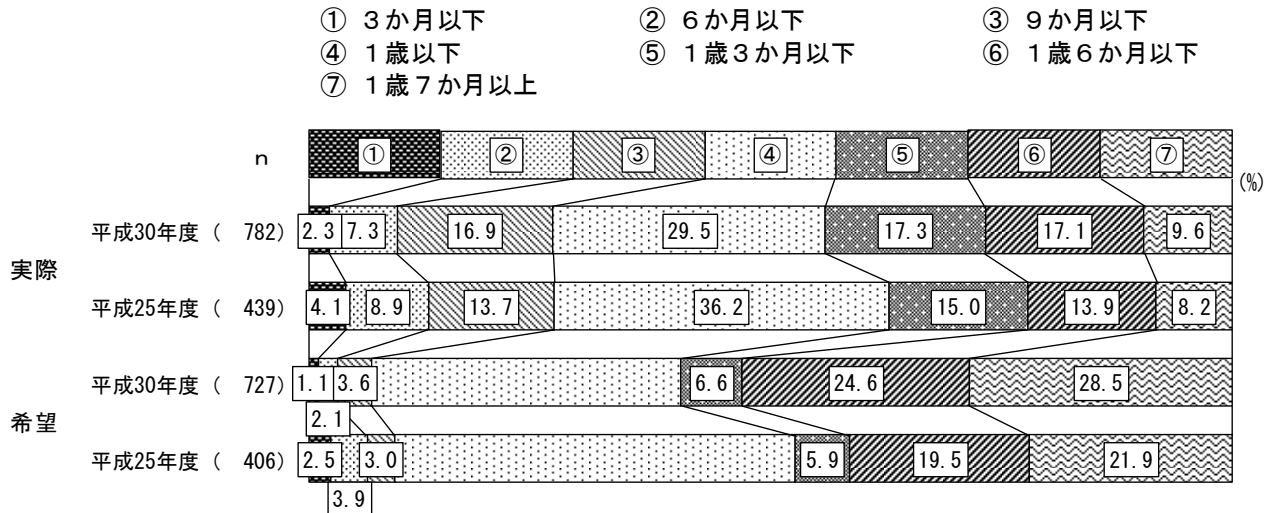 ① ３か月以下 ② ６か月以下 ③ ９か月以下
④ １歳以下 ⑤ １歳３か月以下 ⑥ １歳６か月以下
⑦ １歳７か月以上
ｎ ① ② ③ ④ ⑤ ⑥ ⑦
(%)
平成30年度（ 782） 2.3 7.3 16.9 29.5 17.3 17.1 9.6
実際
平成25年度（ 439） 4.1 8.9 13.7 36.2 15.0 13.9 8.2
平成30年度（ 727） 1.1 3.6 6.6 24.6 28.5
2.1
希望
平成25年度（ 406） 2.5 3.0 5.9 19.5 21.9
3.9